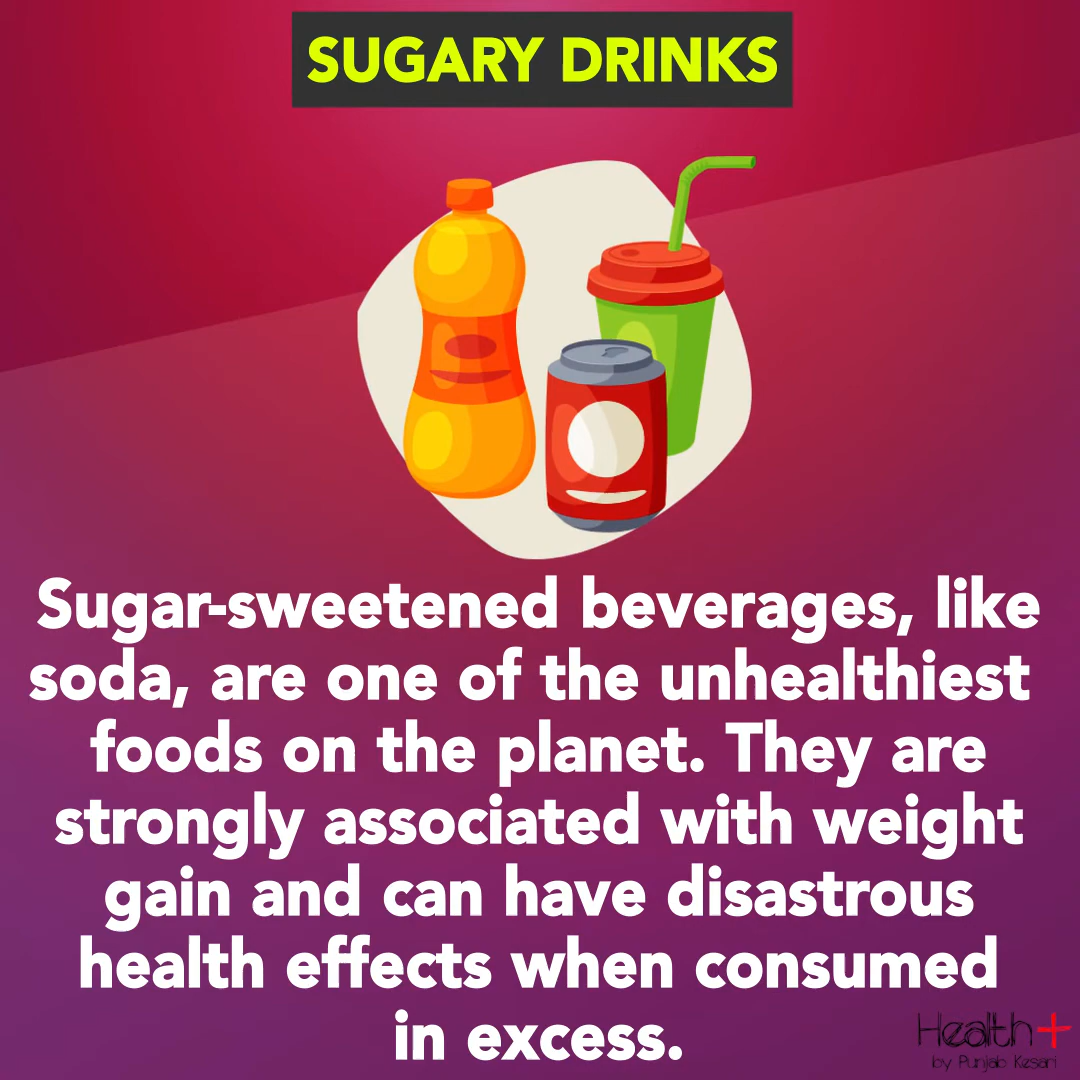 SUGARY DRINKS
Sugar-sweetened beverages, like
soda, are one of the unhealthiest
foods on the planet. They are
strongly associated with weight
gain and can have disastrous
health effects when consumed
in excess.
Health+
by Punjab Kesari